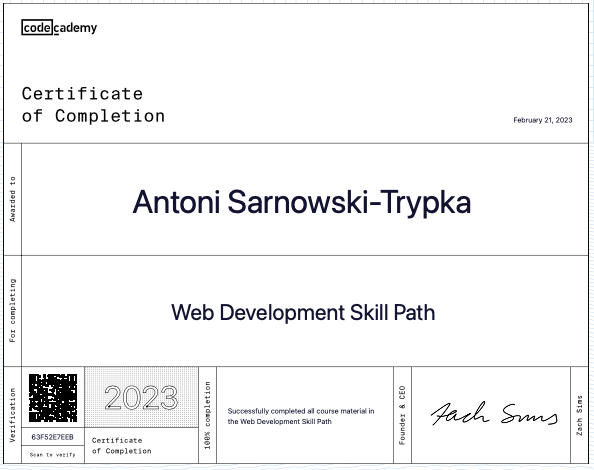 codecademy
Certificate
of Completion
February 21, 2023
Awarded to
Antoni Sarnowski-Trypka
For completing
Web Development Skill Path
Verification
63F52E7EEB
Scan to verify
2023
Certificate
of Completion
100% completion
Successfully completed all course material in
the Web Development Skill Path
Founder & CEO
Zach Sims
Zach Sims